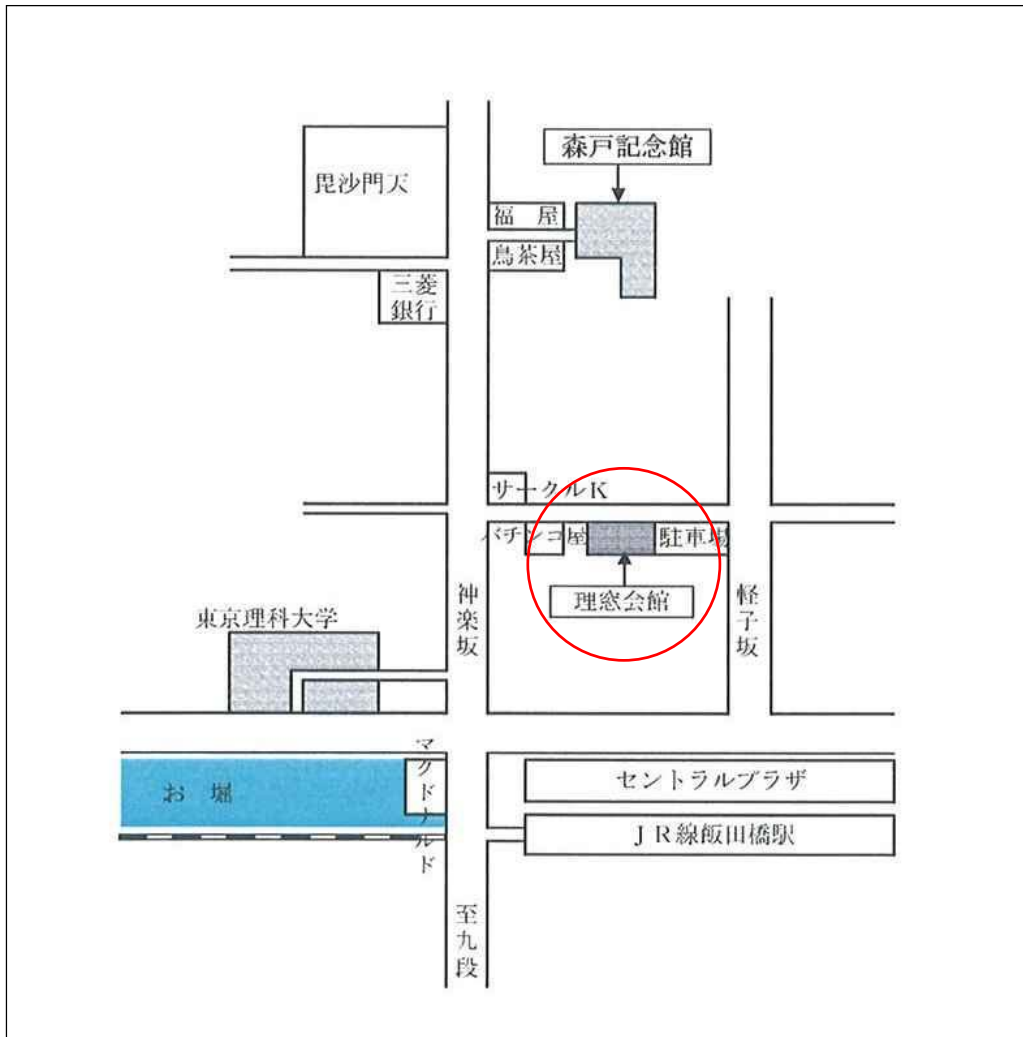 森戸記念館
毘沙門天
福 屋
鳥茶屋
三菱
銀行
サークルK
パチンコ屋
駐車場
理窓会館
神楽坂
軽子坂
東京理科大学
マクドナルド
お 堀
セントラルプラザ
JR線飯田橋駅
至九段